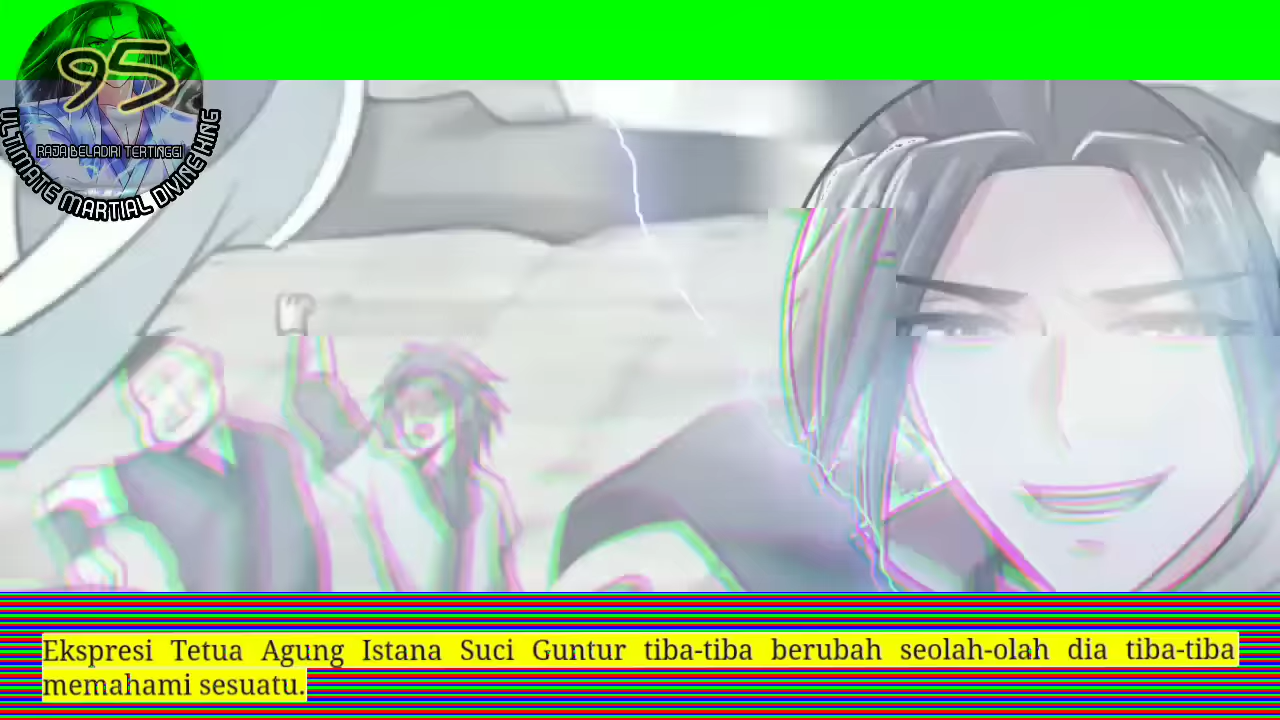 95
RAJA BELADIRI TERTINGGI
ULTIMATE MARTIAL DIVINE KING
Ekspresi Tetua Agung Istana Suci Guntur tiba-tiba berubah seolah-olah dia tiba-tiba
memahami sesuatu.